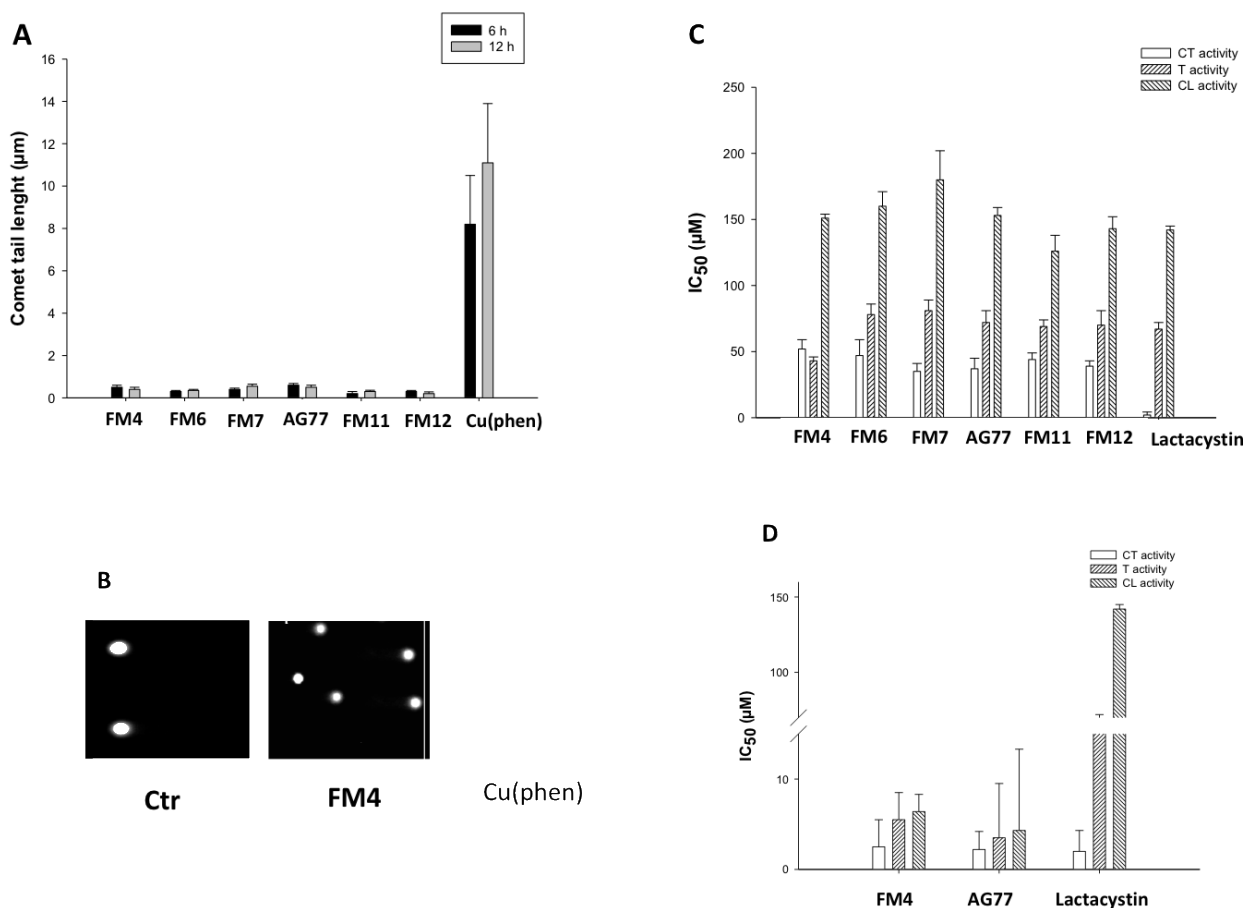 A
6 h
12 h
16
14
12
10
8
6
4
2
0
Comet tail lenght (µm)
FM4 FM6 FM7 AG77 FM11 FM12 Cu(phen)
C
CT activity
T activity
CL activity
250
200
150
100
50
0
IC50 (µM)
FM4 FM6 FM7 AG77 FM11 FM12 Lactacystin
B
Ctr FM4 Cu(phen)
D
CT activity
T activity
CL activity
150
100
10
0
IC50 (µM)
FM4 AG77 Lactacystin